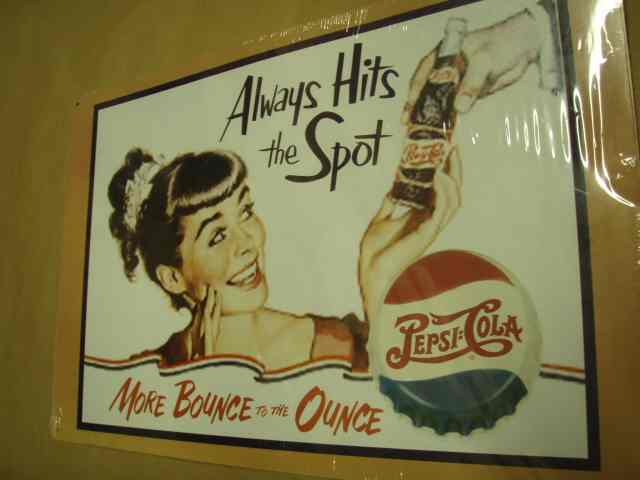 Always Hits
the Spot
Pepsi-Cola
PEPSI:COLA
MORE BOUNCE TO THE OUNCE